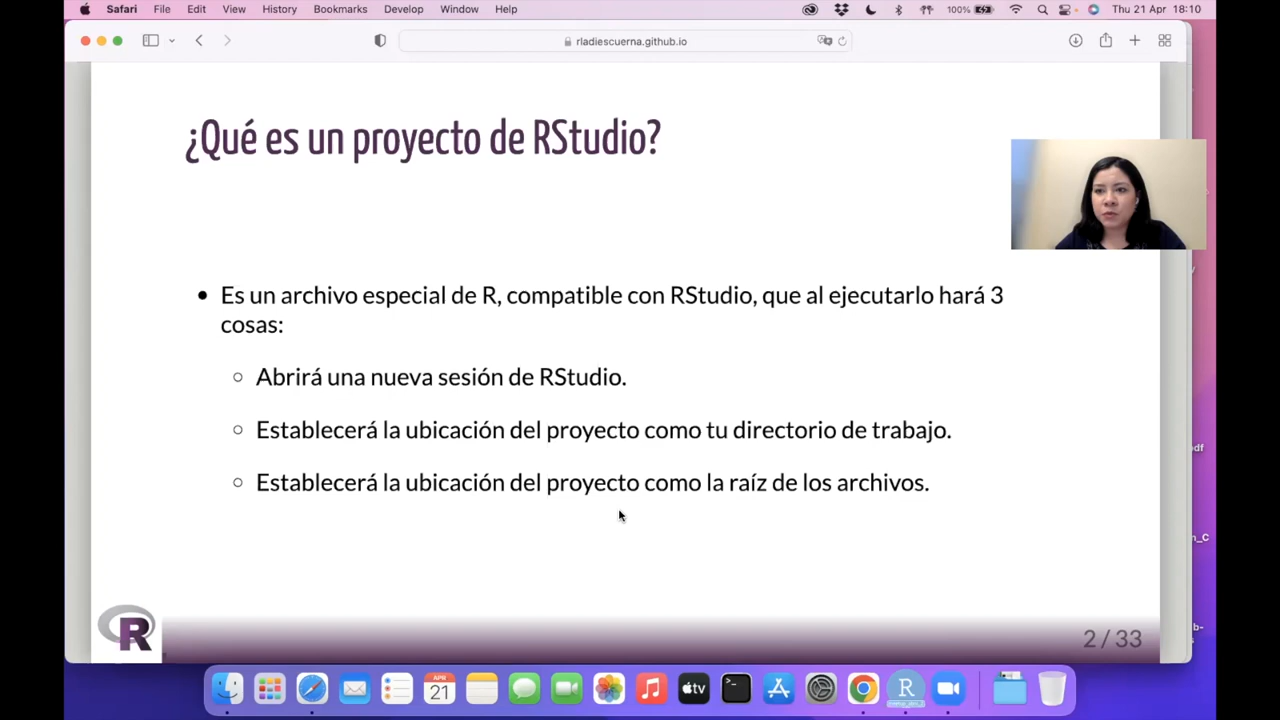 Safari File Edit View History Bookmarks Develop Window Help 100% Thu 21 Apr 18:10
rladiescuerna.github.io
¿Qué es un proyecto de RStudio?
Es un archivo especial de R, compatible con RStudio, que al ejecutarlo hará 3
cosas:
Abrirá una nueva sesión de RStudio.
Establecerá la ubicación del proyecto como tu directorio de trabajo.
Establecerá la ubicación del proyecto como la raíz de los archivos.
R
2 / 33
APR
21
tv
R